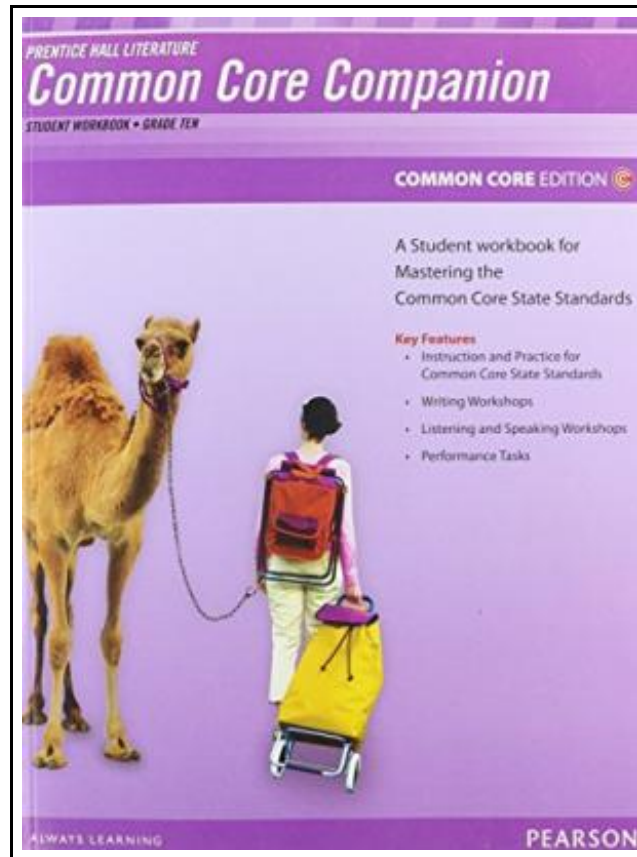 PRENTICE HALL LITERATURE
Common Core Companion
STUDENT WORKBOOK • GRADE TEN
COMMON CORE EDITION
A Student workbook for
Mastering the
Common Core State Standards
Key Features
• Instruction and Practice for
Common Core State Standards
• Writing Workshops
• Listening and Speaking Workshops
• Performance Tasks
ALWAYS LEARNING
PEARSON